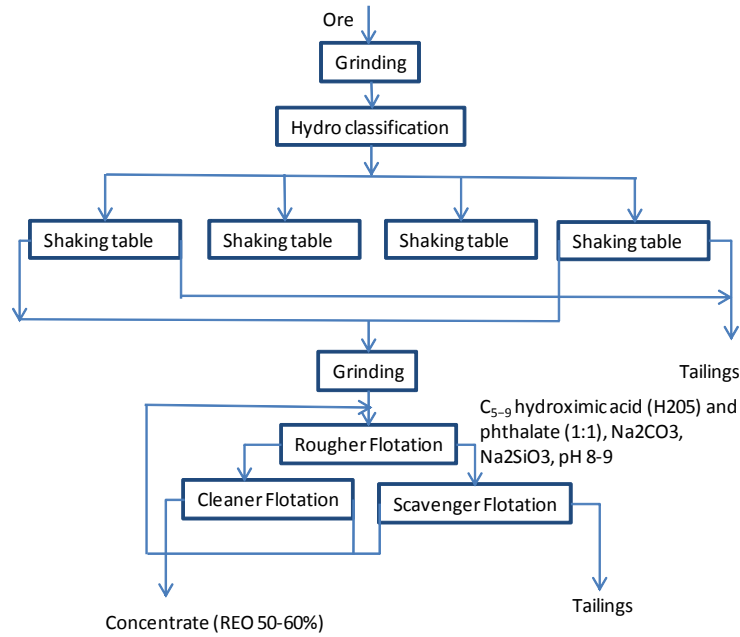 Ore
Grinding
Hydro classification
Shaking table
Shaking table
Shaking table
Shaking table
Tailings
Grinding
C5–9 hydroximic acid (H205) and
phthalate (1:1), Na2CO3,
Na2SiO3, pH 8-9
Rougher Flotation
Cleaner Flotation
Scavenger Flotation
Tailings
Concentrate (REO 50-60%)